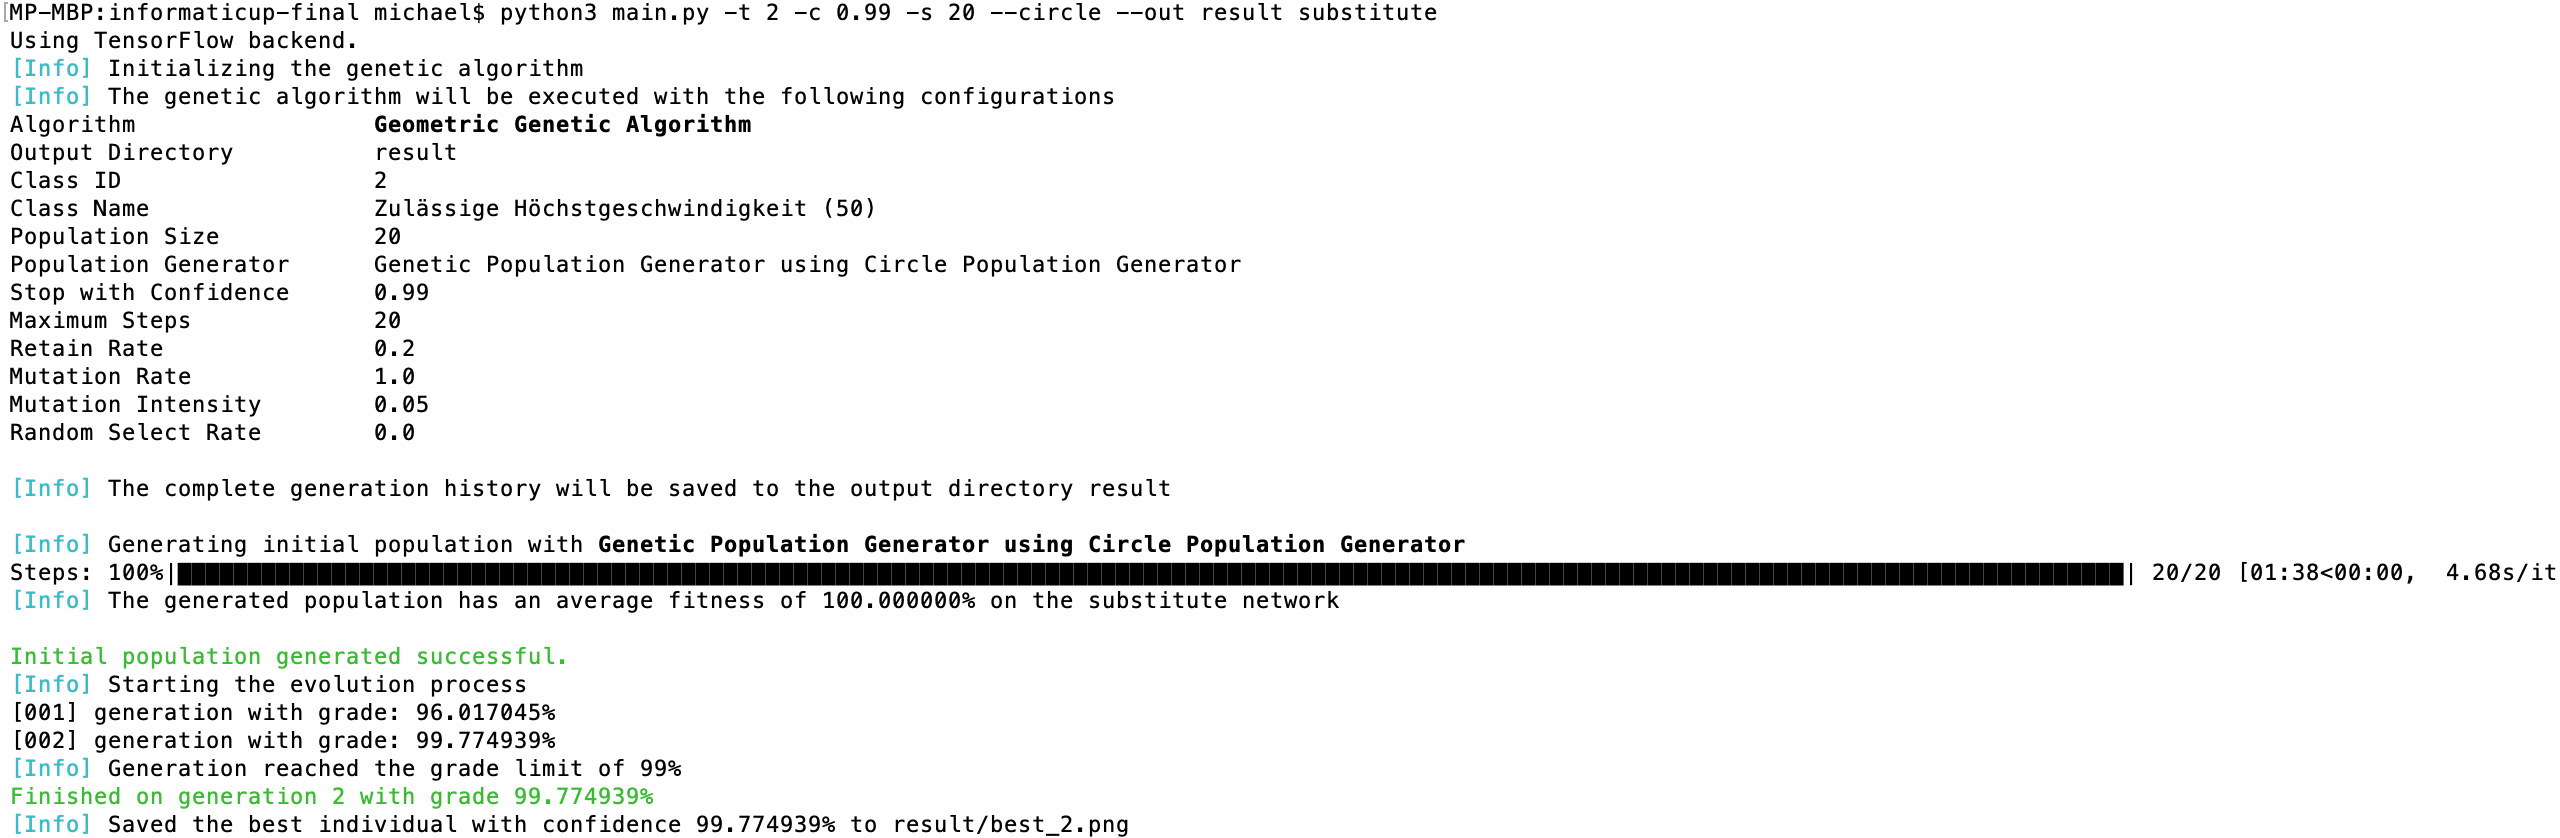 MP-MBP:informaticup-final michael$ python3 main.py -t 2 -c 0.99 -s 20 --circle --out result substitute
Using TensorFlow backend.
[Info] Initializing the genetic algorithm
[Info] The genetic algorithm will be executed with the following configurations
Algorithm Geometric Genetic Algorithm
Output Directory result
Class ID 2
Class Name Zulässige Höchstgeschwindigkeit (50)
Population Size 20
Population Generator Genetic Population Generator using Circle Population Generator
Stop with Confidence 0.99
Maximum Steps 20
Retain Rate 0.2
Mutation Rate 1.0
Mutation Intensity 0.05
Random Select Rate 0.0
[Info] The complete generation history will be saved to the output directory result
[Info] Generating initial population with Genetic Population Generator using Circle Population Generator
Steps: 100%|██████████| 20/20 [01:38<00:00, 4.68s/it
[Info] The generated population has an average fitness of 100.000000% on the substitute network
Initial population generated successful.
[Info] Starting the evolution process
[001] generation with grade: 96.017045%
[002] generation with grade: 99.774939%
[Info] Generation reached the grade limit of 99%
Finished on generation 2 with grade 99.774939%
[Info] Saved the best individual with confidence 99.774939% to result/best_2.png